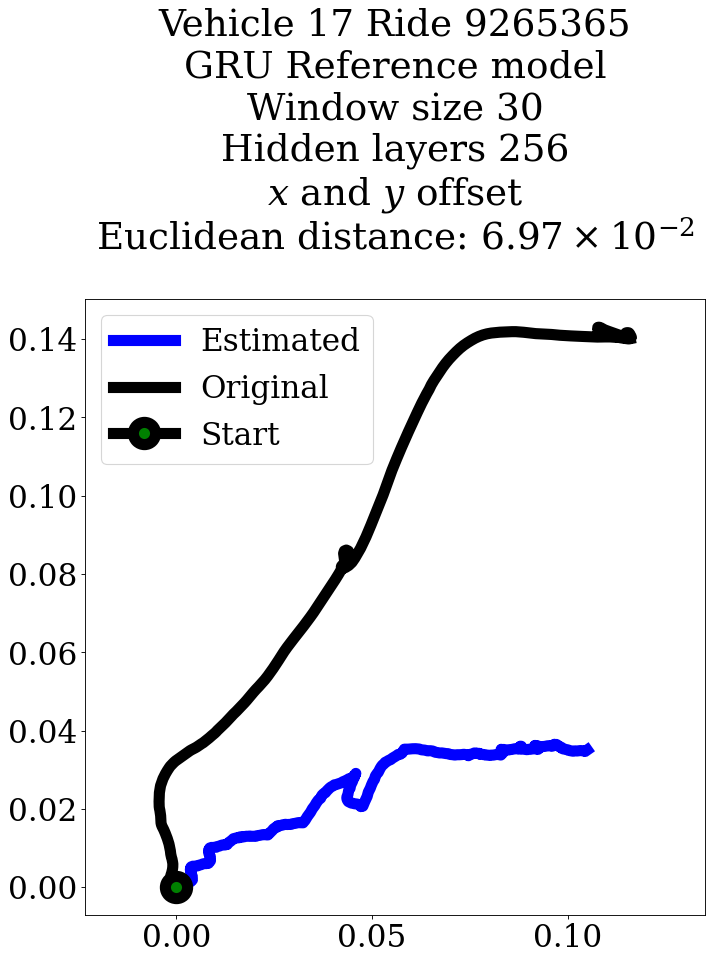 Vehicle 17 Ride 9265365
GRU Reference model
Window size 30
Hidden layers 256
x and y offset
Euclidean distance: 6.97 × 10⁻²
Estimated
Original
Start
0.14
0.12
0.10
0.08
0.06
0.04
0.02
0.00
0.00 0.05 0.10